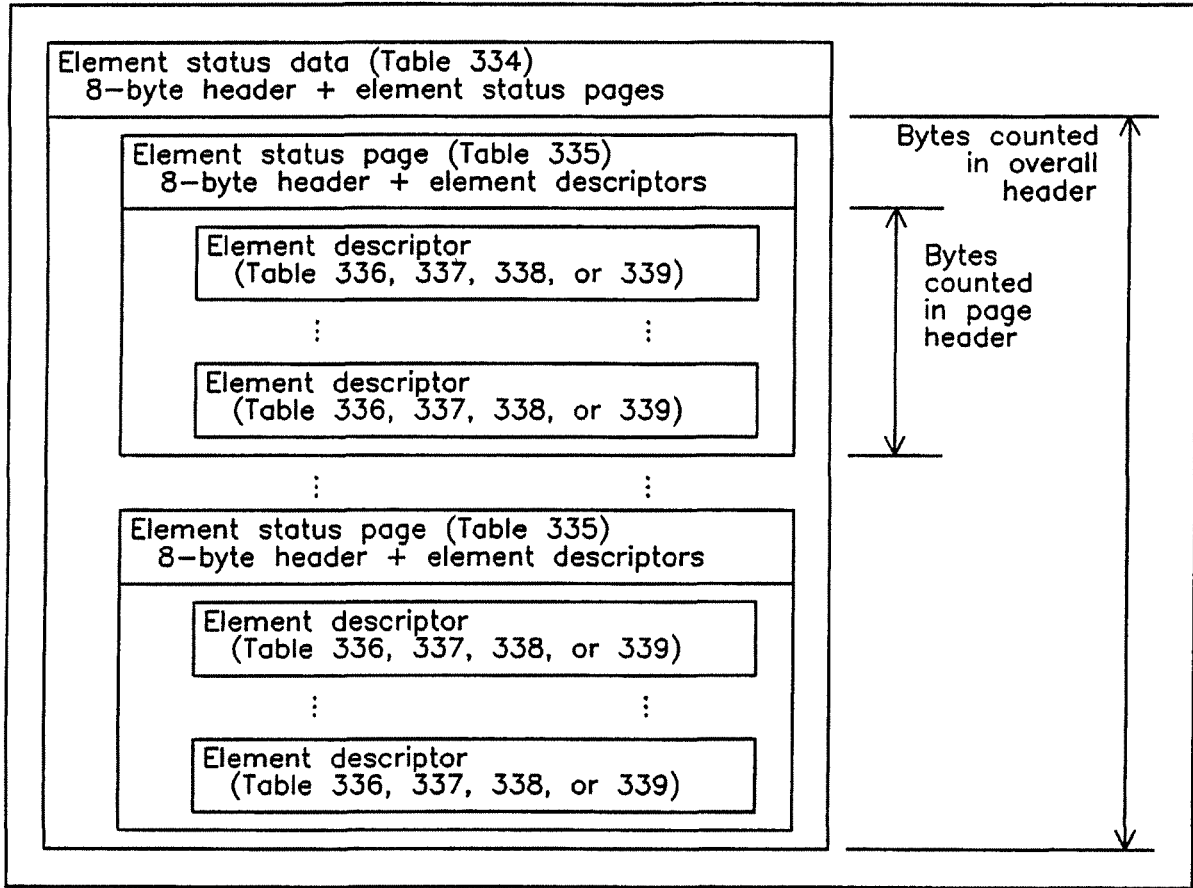 Element status data (Table 334)
8-byte header + element status pages
Element status page (Table 335)
8-byte header + element descriptors
Element descriptor
(Table 336, 337, 338, or 339)
Element descriptor
(Table 336, 337, 338, or 339)
Element status page (Table 335)
8-byte header + element descriptors
Element descriptor
(Table 336, 337, 338, or 339)
Element descriptor
(Table 336, 337, 338, or 339)
Bytes counted
in overall
header
Bytes
counted
in page
header